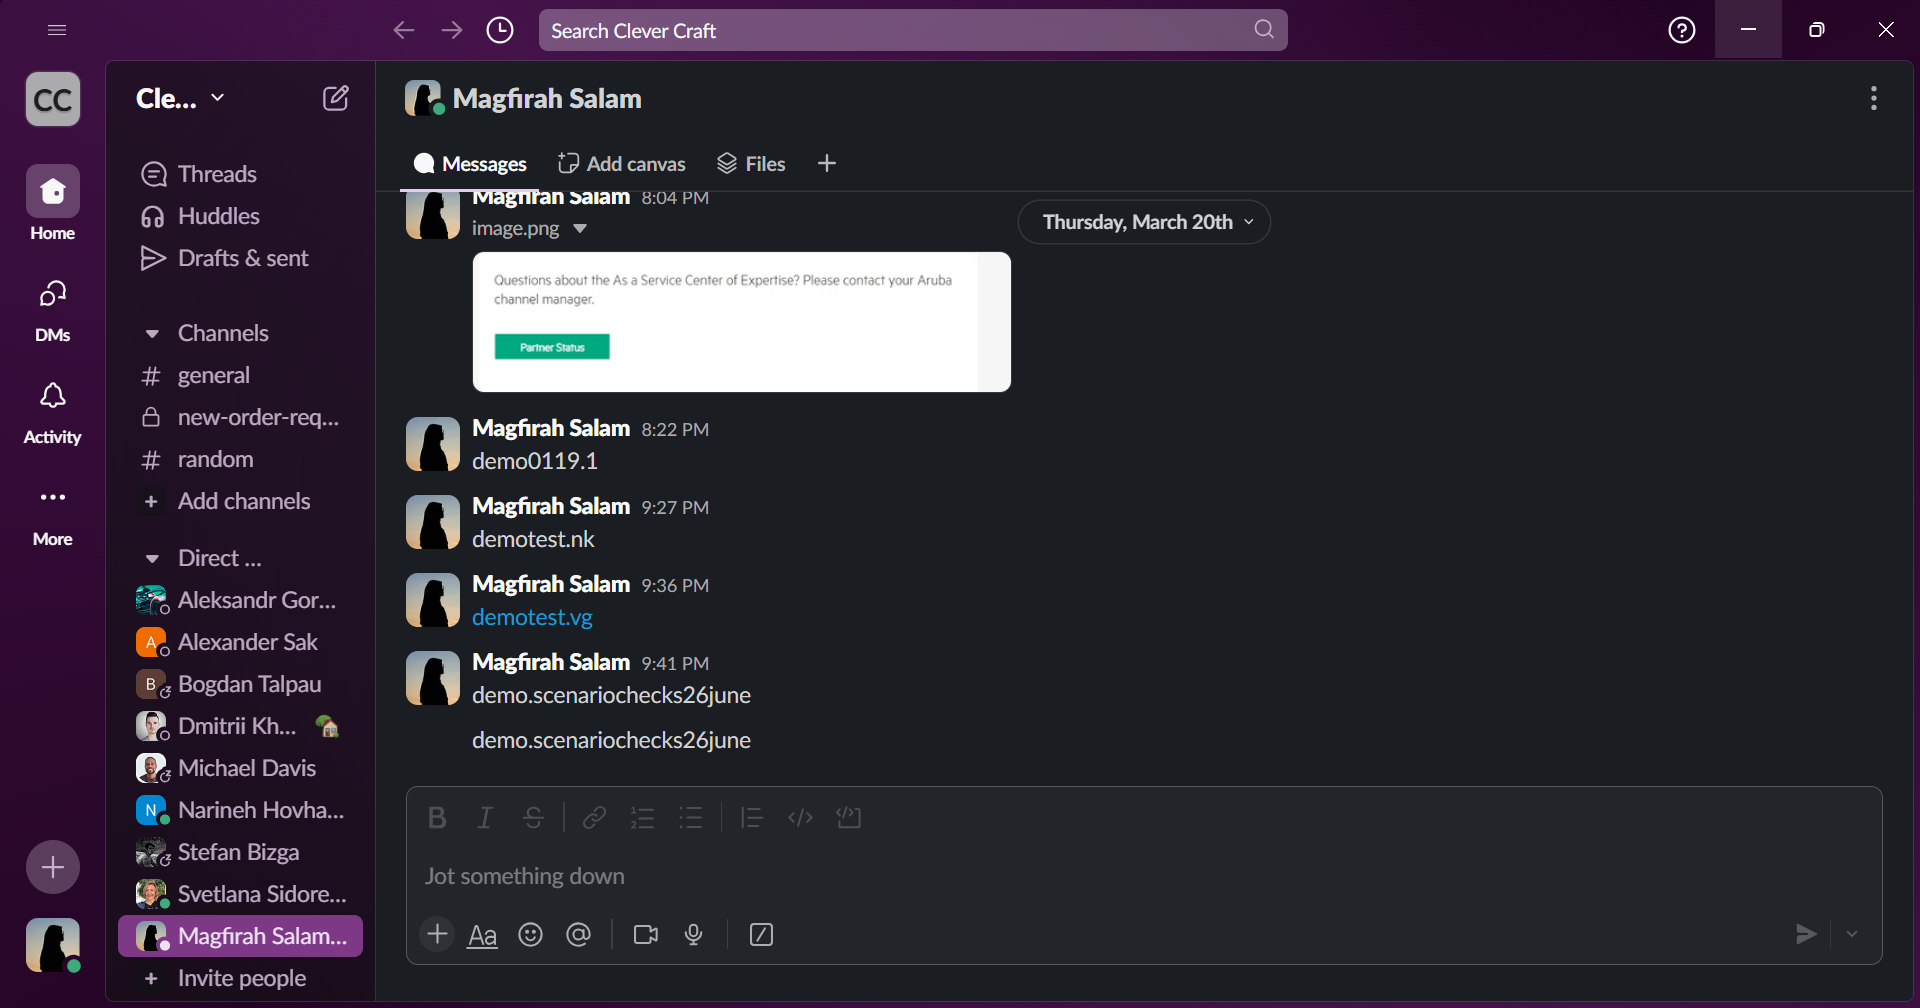 Search Clever Craft
CC
Home
DMs
Activity
More
Cle...
Threads
Huddles
Drafts & sent
Channels
# general
new-order-req...
# random
+ Add channels
Direct ...
Aleksandr Gor...
A Alexander Sak
B Bogdan Talpau
Dmitrii Kh...
Michael Davis
N Narineh Hovha...
Stefan Bizga
Svetlana Sidore...
Magfirah Salam...
+ Invite people
Magfirah Salam
Messages Add canvas Files +
Magfirah Salam 8:04 PM
image.png
Thursday, March 20th
Questions about the As a Service Center of Expertise? Please contact your Aruba
channel manager.
Partner Status
Magfirah Salam 8:22 PM
demo0119.1
Magfirah Salam 9:27 PM
demotest.nk
Magfirah Salam 9:36 PM
demotest.vg
Magfirah Salam 9:41 PM
demo.scenariochecks26june
demo.scenariochecks26june
B I S
Jot something down
+ Aa @